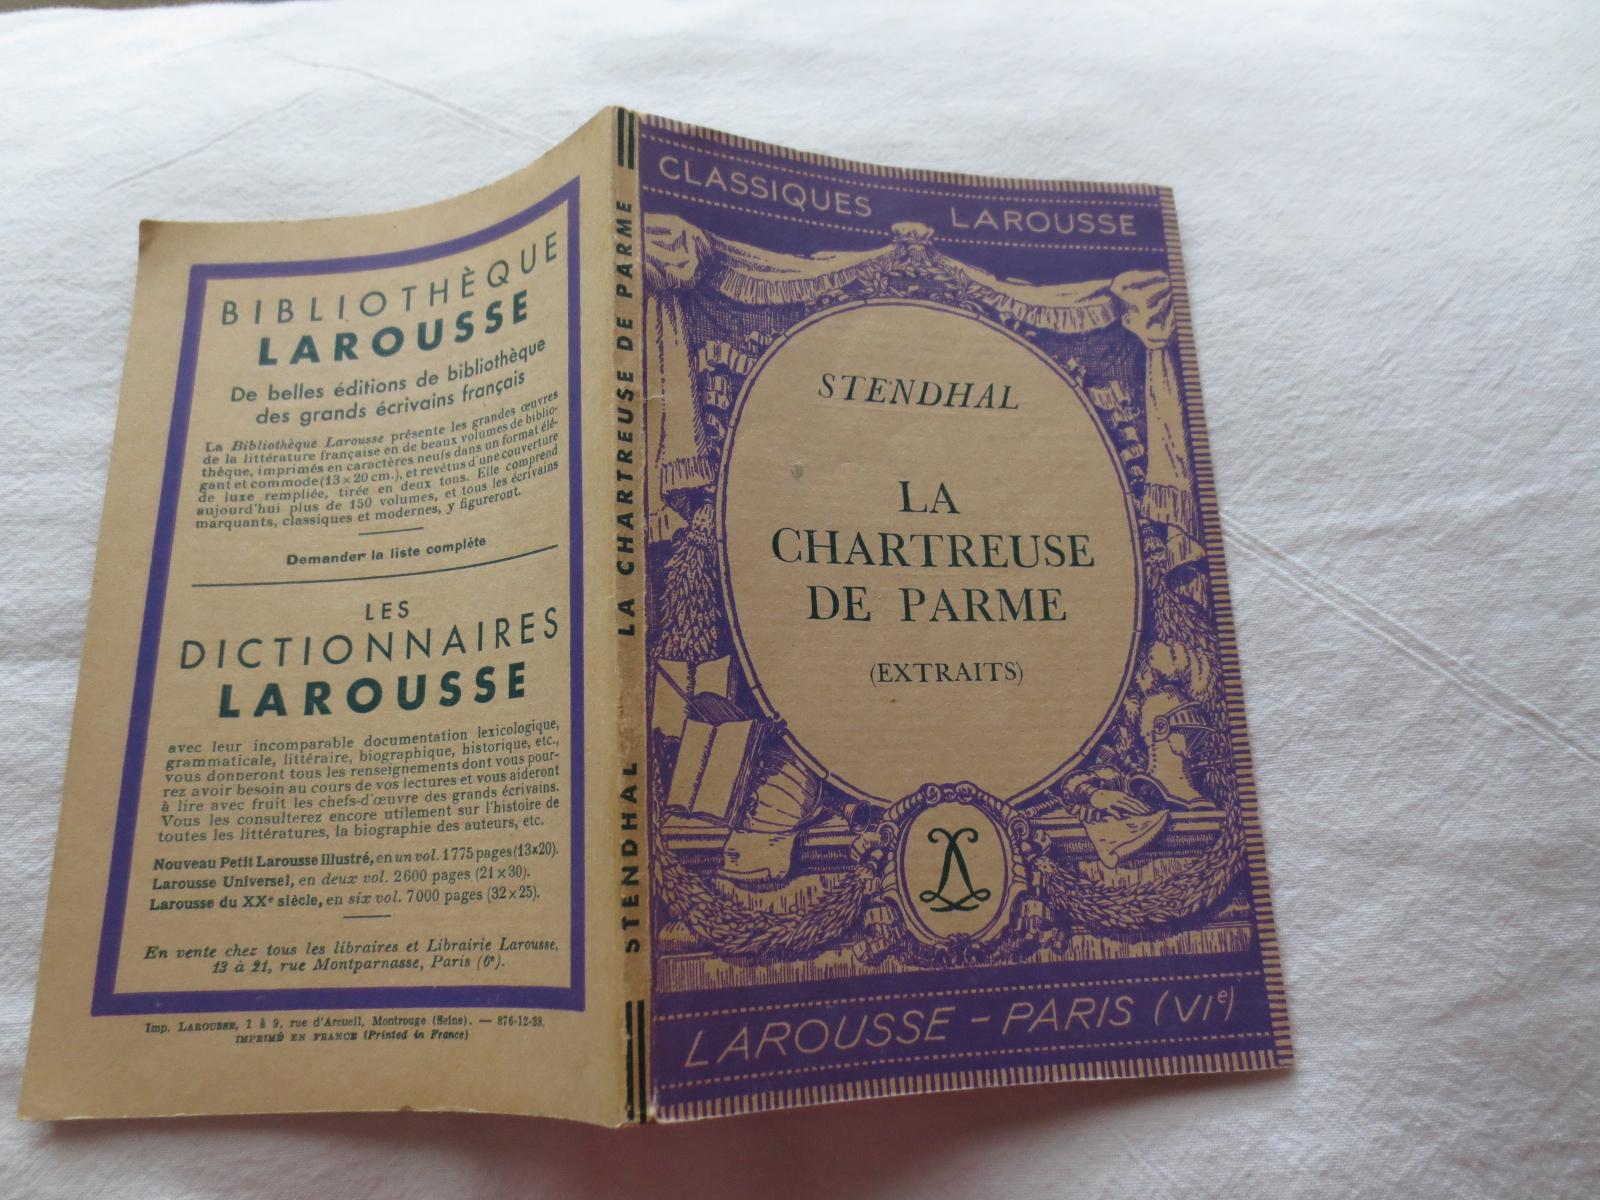 BIBLIOTHÈQUE
LAROUSSE
De belles éditions de bibliothèque
des grands écrivains français
La Bibliothèque Larousse présente les grandes œuvres
de la littérature française en de beaux volumes de biblio-
thèque, imprimés en caractères neufs dans un format élé-
gant et commode (13 × 20 cm.), et revêtus d'une couverture
de luxe rempliée, tirée en deux tons. Elle comprend
aujourd'hui plus de 150 volumes, et tous les écrivains
marquants, classiques et modernes, y figureront.
Demander la liste complète
LES
DICTIONNAIRES
LAROUSSE
avec leur incomparable documentation lexicologique,
grammaticale, littéraire, biographique, historique, etc.,
vous donneront tous les renseignements dont vous pour-
rez avoir besoin au cours de vos lectures et vous aideront
à lire avec fruit les chefs-d'œuvre des grands écrivains.
Vous les consulterez encore utilement sur l'histoire de
toutes les littératures, la biographie des auteurs, etc.
Nouveau Petit Larousse Illustré, en un vol. 1775 pages (13x20).
Larousse Universel, en deux vol. 2600 pages (21 × 30).
Larousse du XXe siècle, en six vol. 7000 pages (32 × 25).
En vente chez tous les libraires et Librairie Larousse,
13 à 21, rue Montparnasse, Paris (6e).
Imp. LAROUSSE, 1 à 9, rue d'Arcueil, Montrouge (Seine). — 876-12-38.
IMPRIMÉ EN FRANCE (Printed in France)
STENDHAL LA CHARTREUSE DE PARME
CLASSIQUES LAROUSSE
STENDHAL
LA
CHARTREUSE
DE PARME
(EXTRAITS)
LAROUSSE – PARIS (VIe)